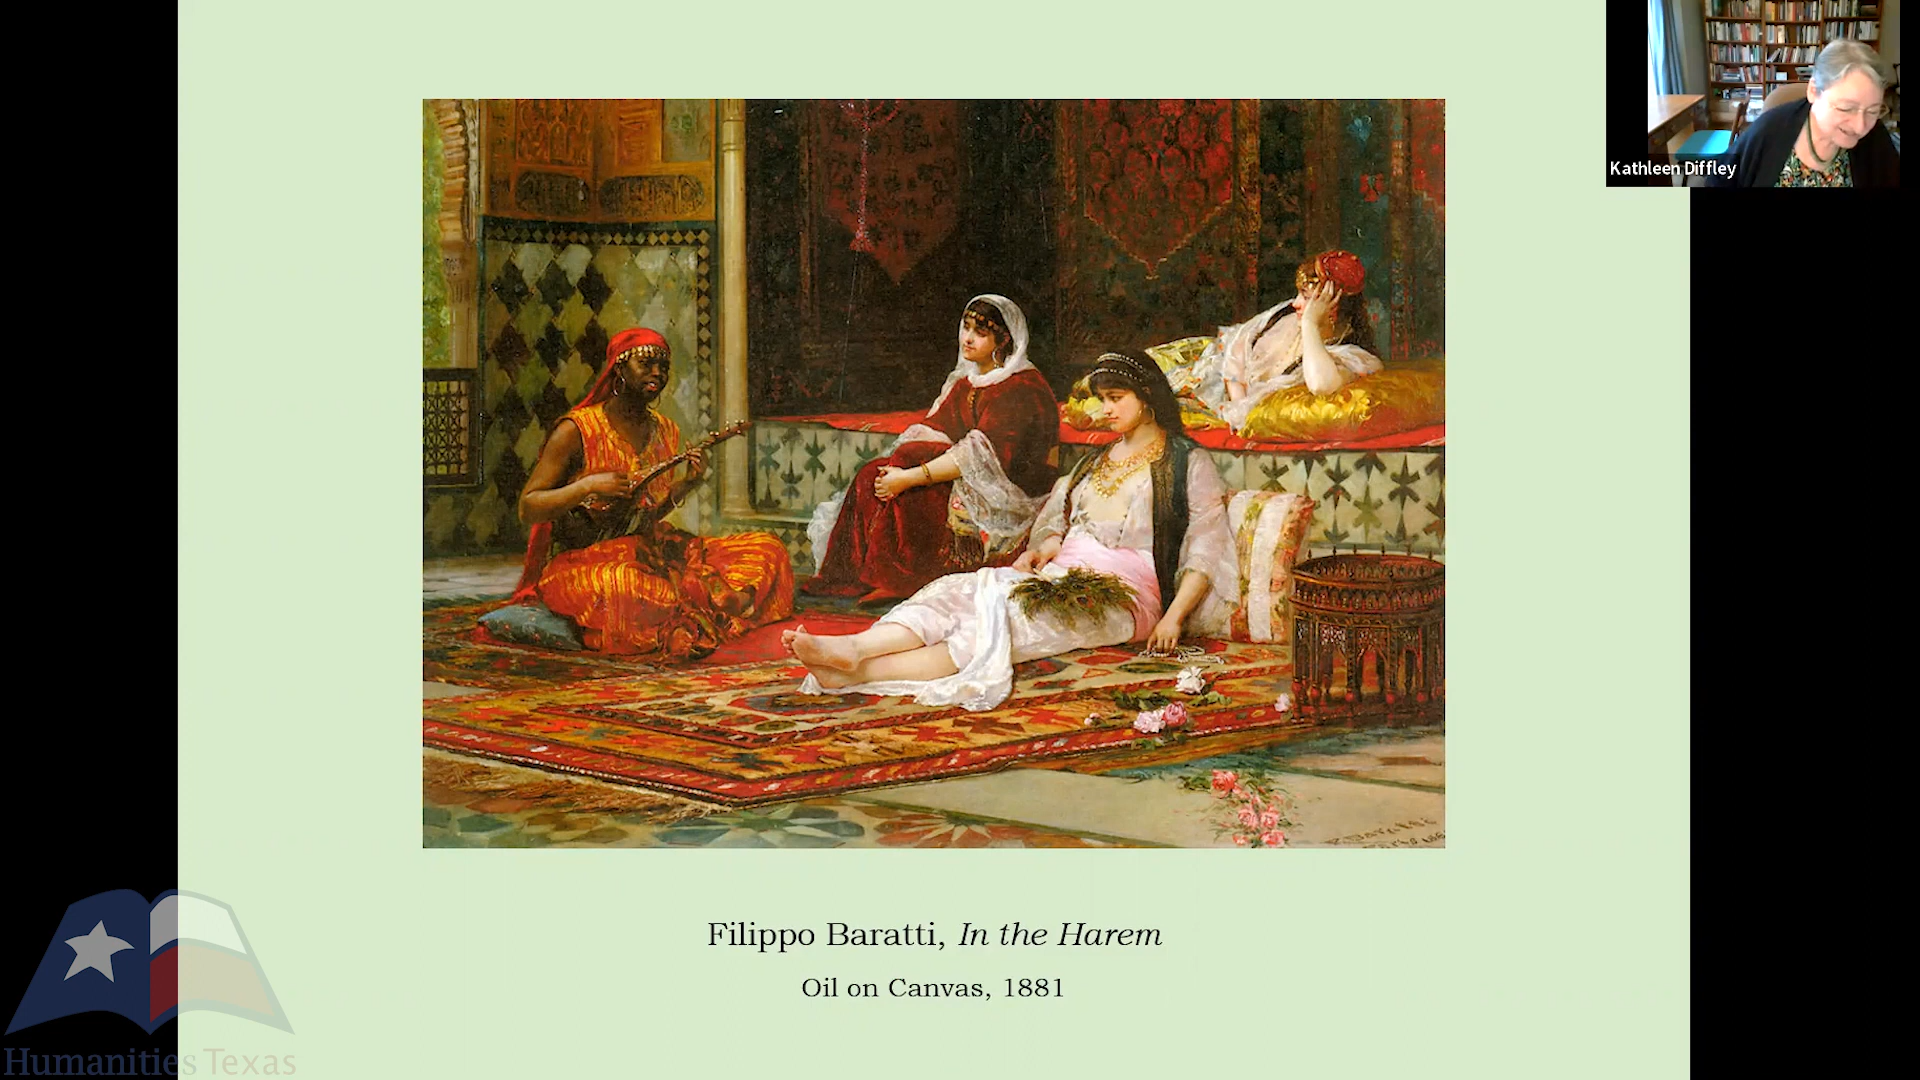 Kathleen Diffley
Filippo Baratti, In the Harem
Oil on Canvas, 1881
Humanities Texas